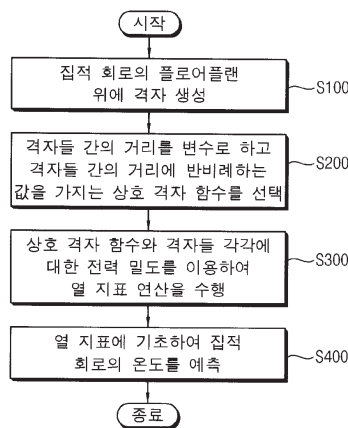 시작
집적 회로의 플로어플랜
위에 격자 생성
S100
격자들 간의 거리를 변수로 하고
격자들 간의 거리에 반비례하는
값을 가지는 상호 격자 함수를 선택
S200
상호 격자 함수와 격자들 각각에
대한 전력 밀도를 이용하여
열 지표 연산을 수행
S300
열 지표에 기초하여 집적
회로의 온도를 예측
S400
종료